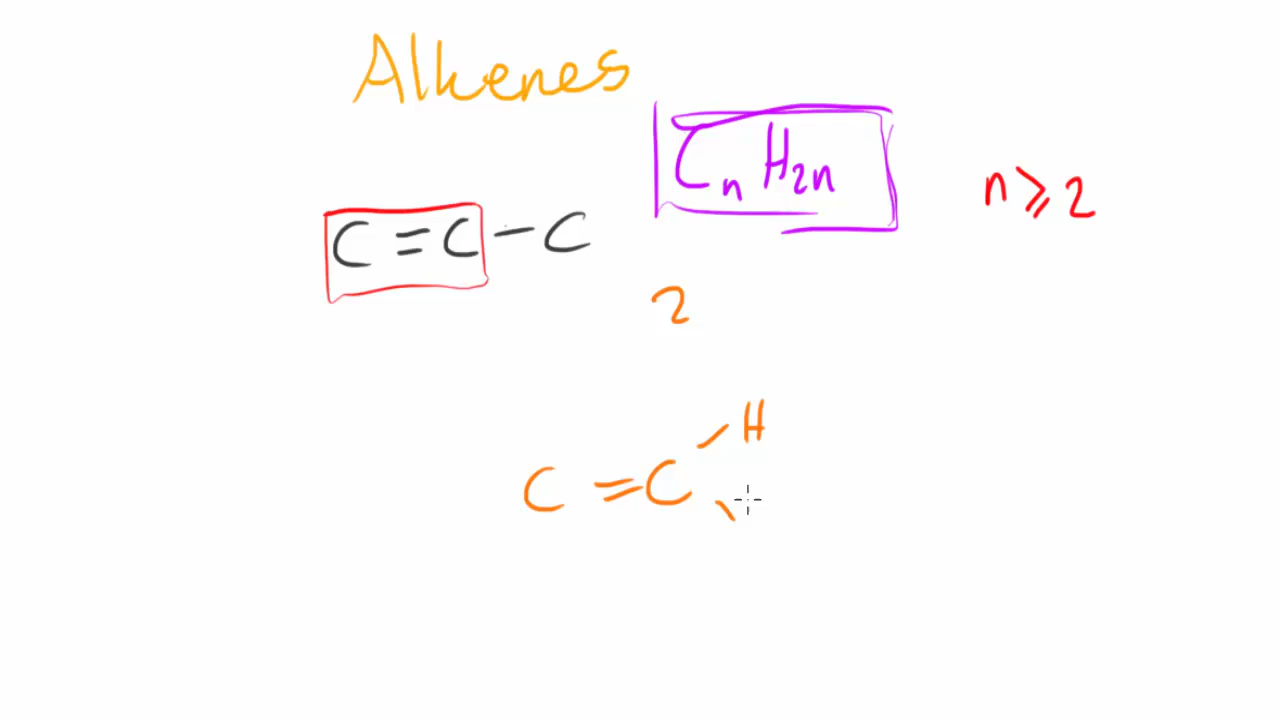 Alkenes
CₙH₂ₙ
n ⩾ 2
C = C - C
2
H
C = C